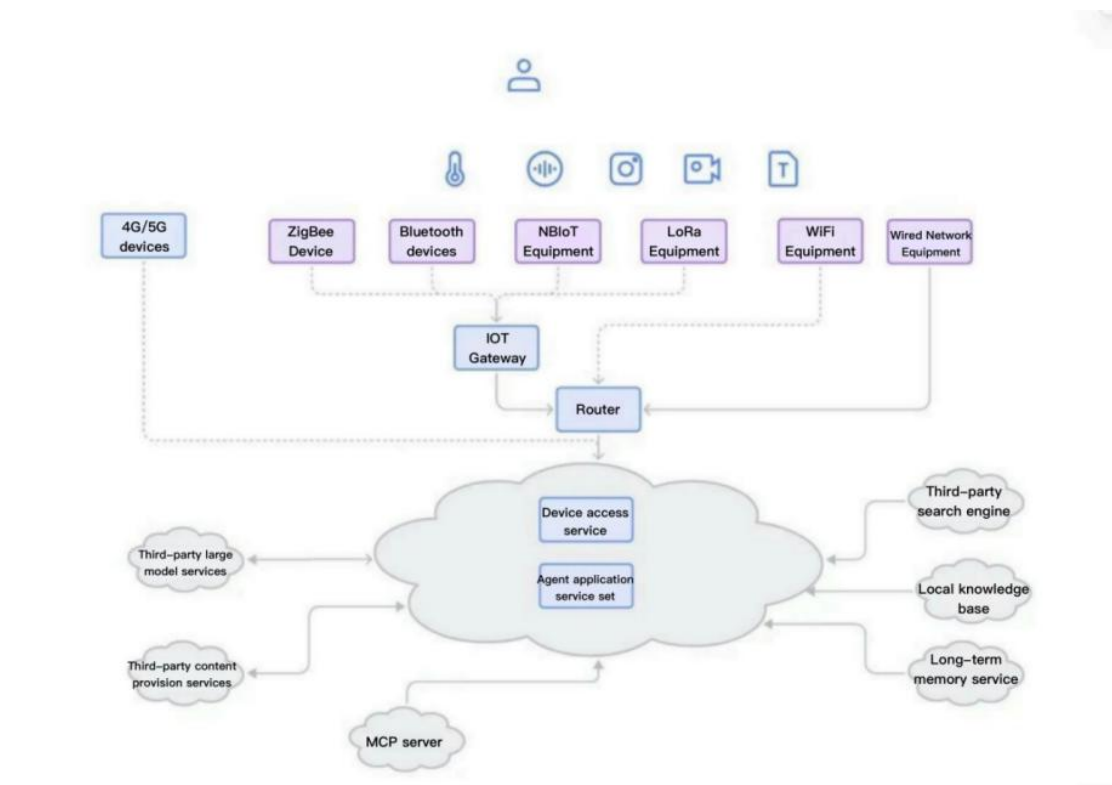 T
4G/5G
devices
ZigBee
Device
Bluetooth
devices
NBIoT
Equipment
LoRa
Equipment
WiFi
Equipment
Wired Network
Equipment
IOT
Gateway
Router
Device access
service
Agent application
service set
Third-party large
model services
Third-party content
provision services
MCP server
Third-party
search engine
Local knowledge
base
Long-term
memory service